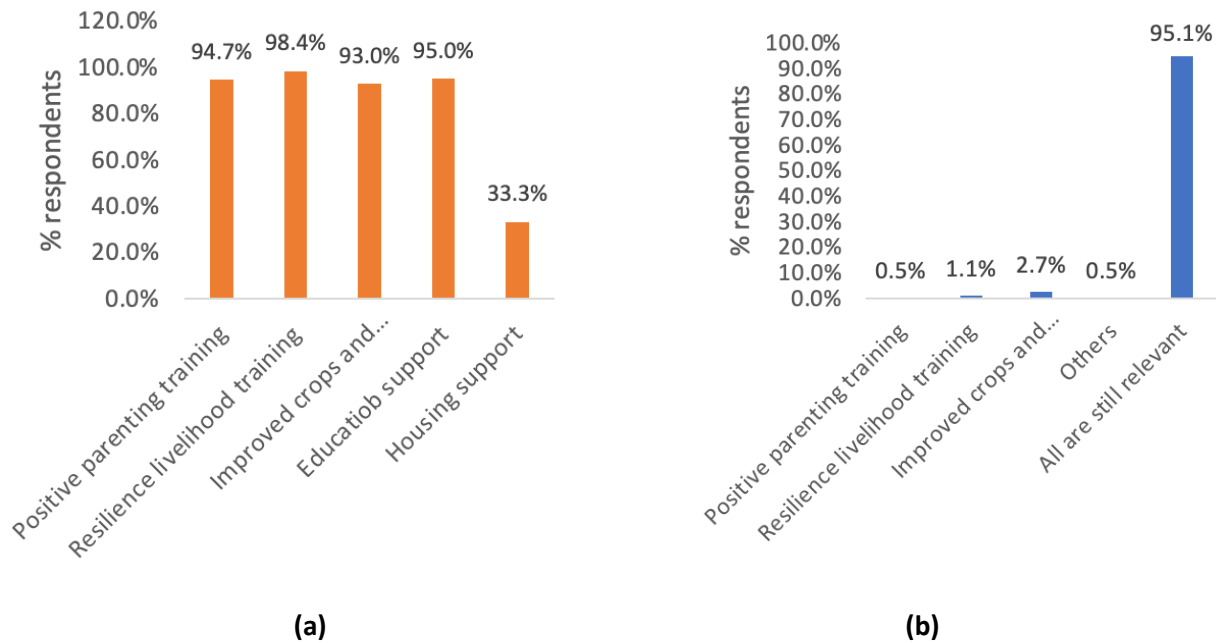 120.0%
100.0%
80.0%
60.0%
40.0%
20.0%
0.0%
% respondents
94.7%
98.4%
93.0%
95.0%
33.3%
Positive parenting training
Resilience livelihood training
Improved crops and...
Educatiob support
Housing support
(a)
100.0%
90.0%
80.0%
70.0%
60.0%
50.0%
40.0%
30.0%
20.0%
10.0%
0.0%
% respondents
0.5%
1.1%
2.7%
0.5%
95.1%
Positive parenting training
Resilience livelihood training
Improved crops and...
Others
All are still relevant
(b)